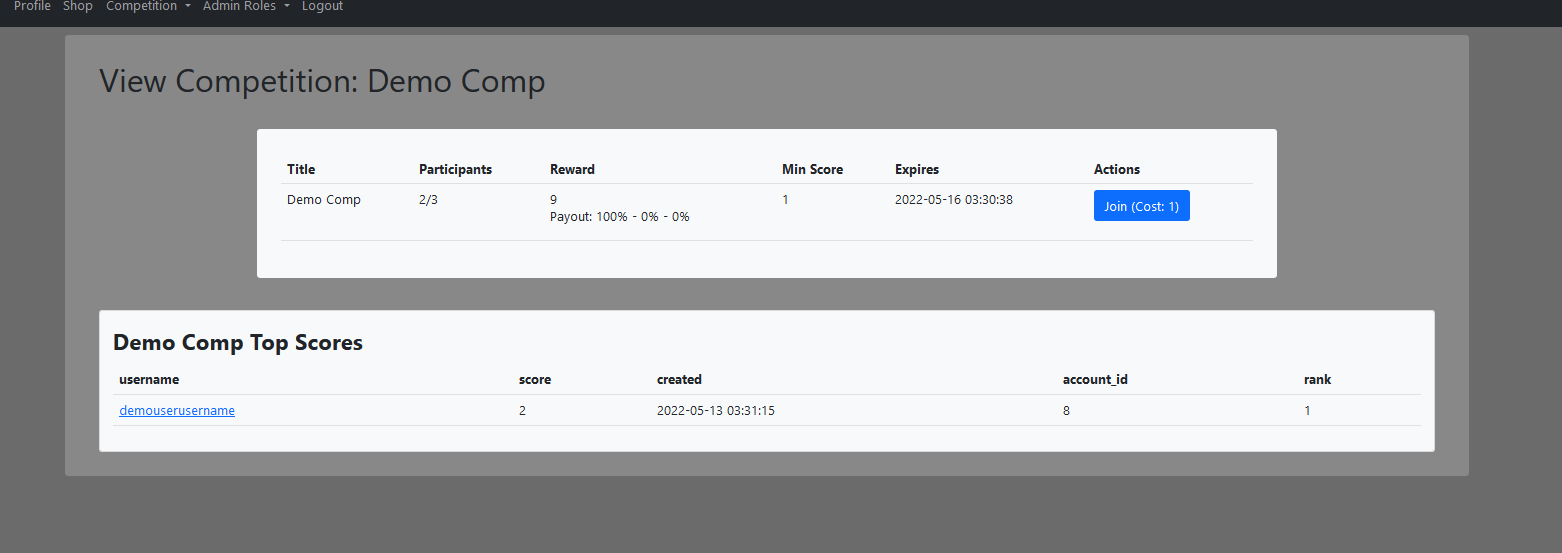 Profile Shop Competition Admin Roles Logout
View Competition: Demo Comp
Title Participants Reward Min Score Expires Actions
Demo Comp 2/3 9 1 2022-05-16 03:30:38 Join (Cost: 1)
Payout: 100% - 0% - 0%
Demo Comp Top Scores
username score created account_id rank
demouserusername 2 2022-05-13 03:31:15 8 1